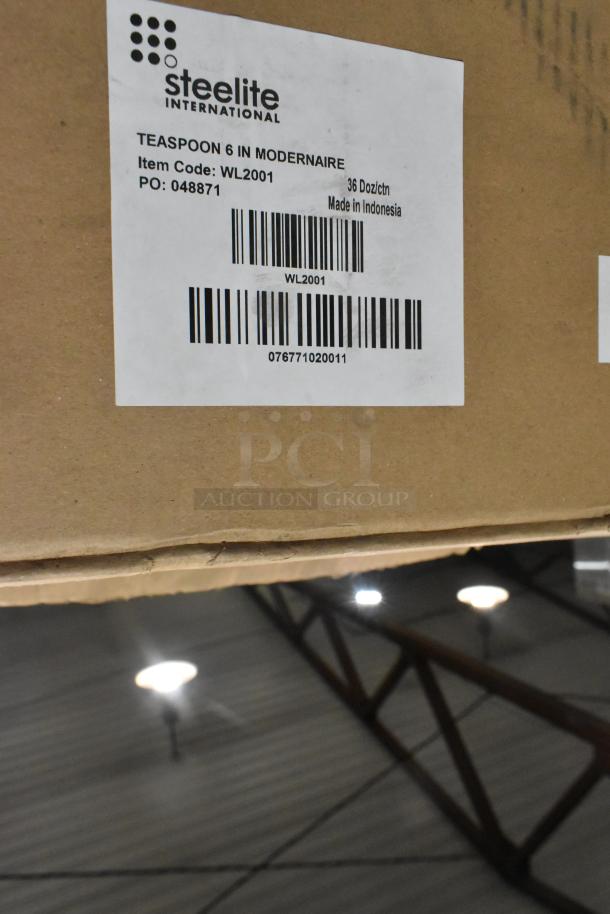 steelite
INTERNATIONAL
TEASPOON 6 IN MODERNAIRE
Item Code: WL2001
36 Doz/ctn
PO: 048871
Made in Indonesia
WL2001
076771020011
PCI
AUCTION GROUP